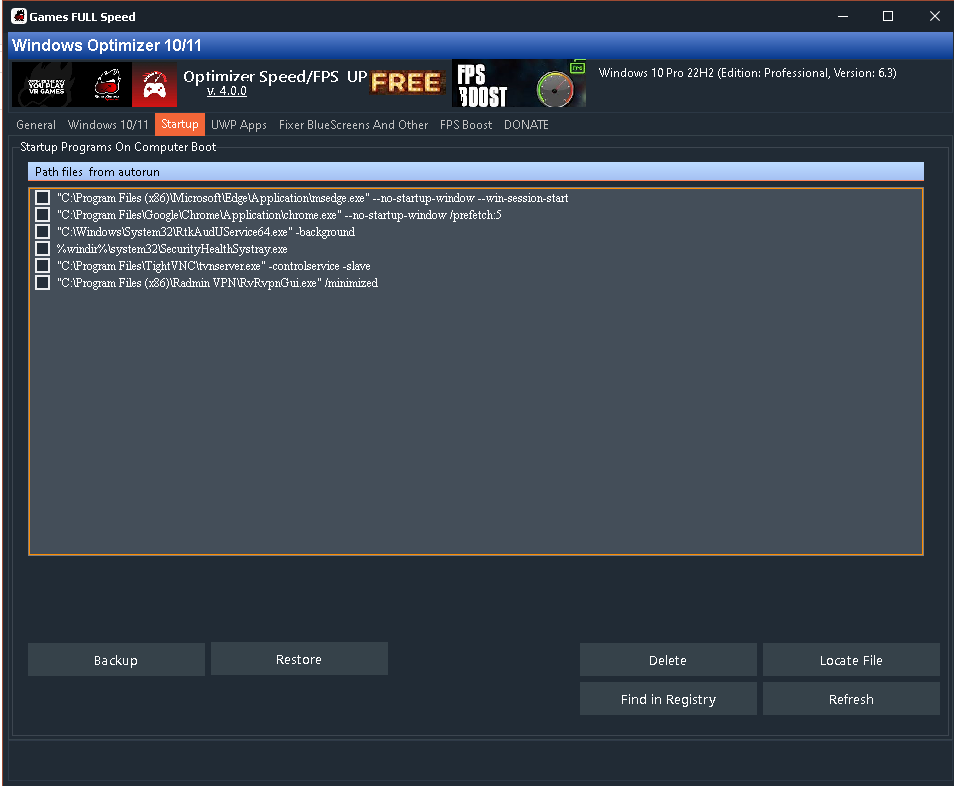 Games FULL Speed
Windows Optimizer 10/11
YOU PLAY
VR GAMES
Optimizer Speed/FPS UP
v. 4.0.0
FREE
FPS
BOOST
FPS
Windows 10 Pro 22H2 (Edition: Professional, Version: 6.3)
General Windows 10/11 Startup UWP Apps Fixer BlueScreens And Other FPS Boost DONATE
Startup Programs On Computer Boot
Path files from autorun
"C:\Program Files (x86)\Microsoft\Edge\Application\msedge.exe" --no-startup-window --win-session-start
"C:\Program Files\Google\Chrome\Application\chrome.exe" --no-startup-window /prefetch:5
"C:\Windows\System32\RtkAudUService64.exe" -background
%windir%\system32\SecurityHealthSystray.exe
"C:\Program Files\TightVNC\tvnserver.exe" -controlservice -slave
"C:\Program Files (x86)\Radmin VPN\RvRvpnGui.exe" /minimized
Backup Restore Delete Locate File
Find in Registry Refresh